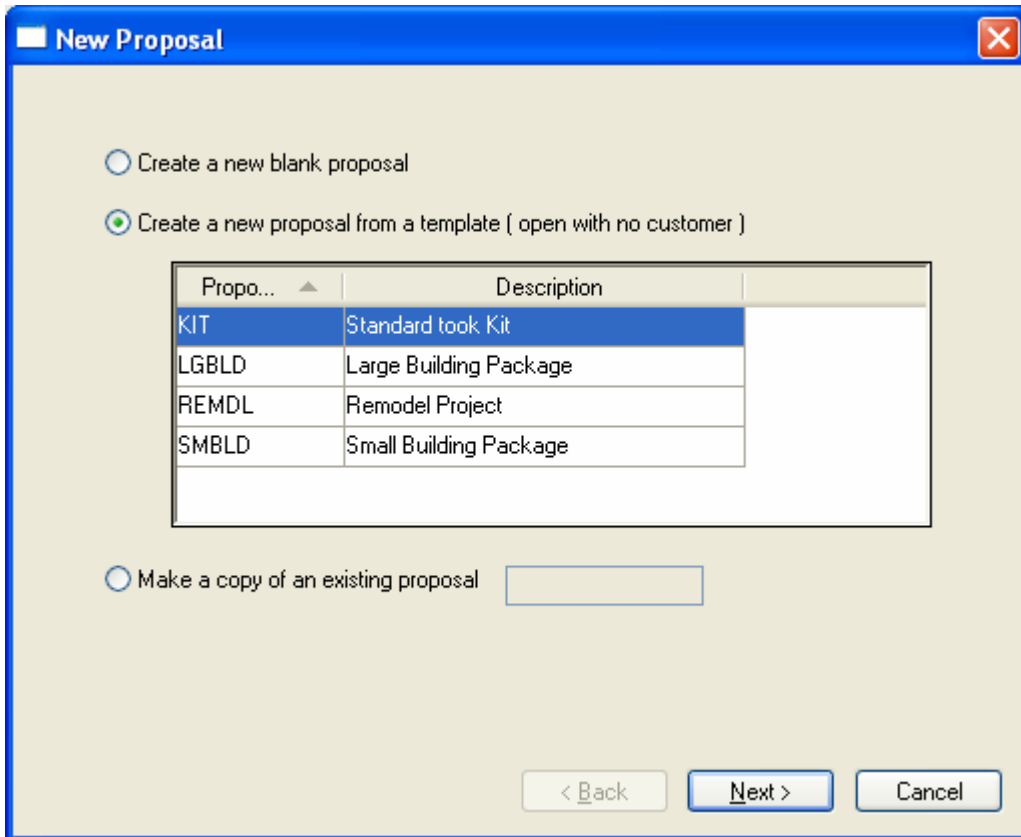 New Proposal
Create a new blank proposal
Create a new proposal from a template ( open with no customer )
Propo... Description
KIT Standard took Kit
LGBLD Large Building Package
REMDL Remodel Project
SMBLD Small Building Package
Make a copy of an existing proposal
< Back Next > Cancel